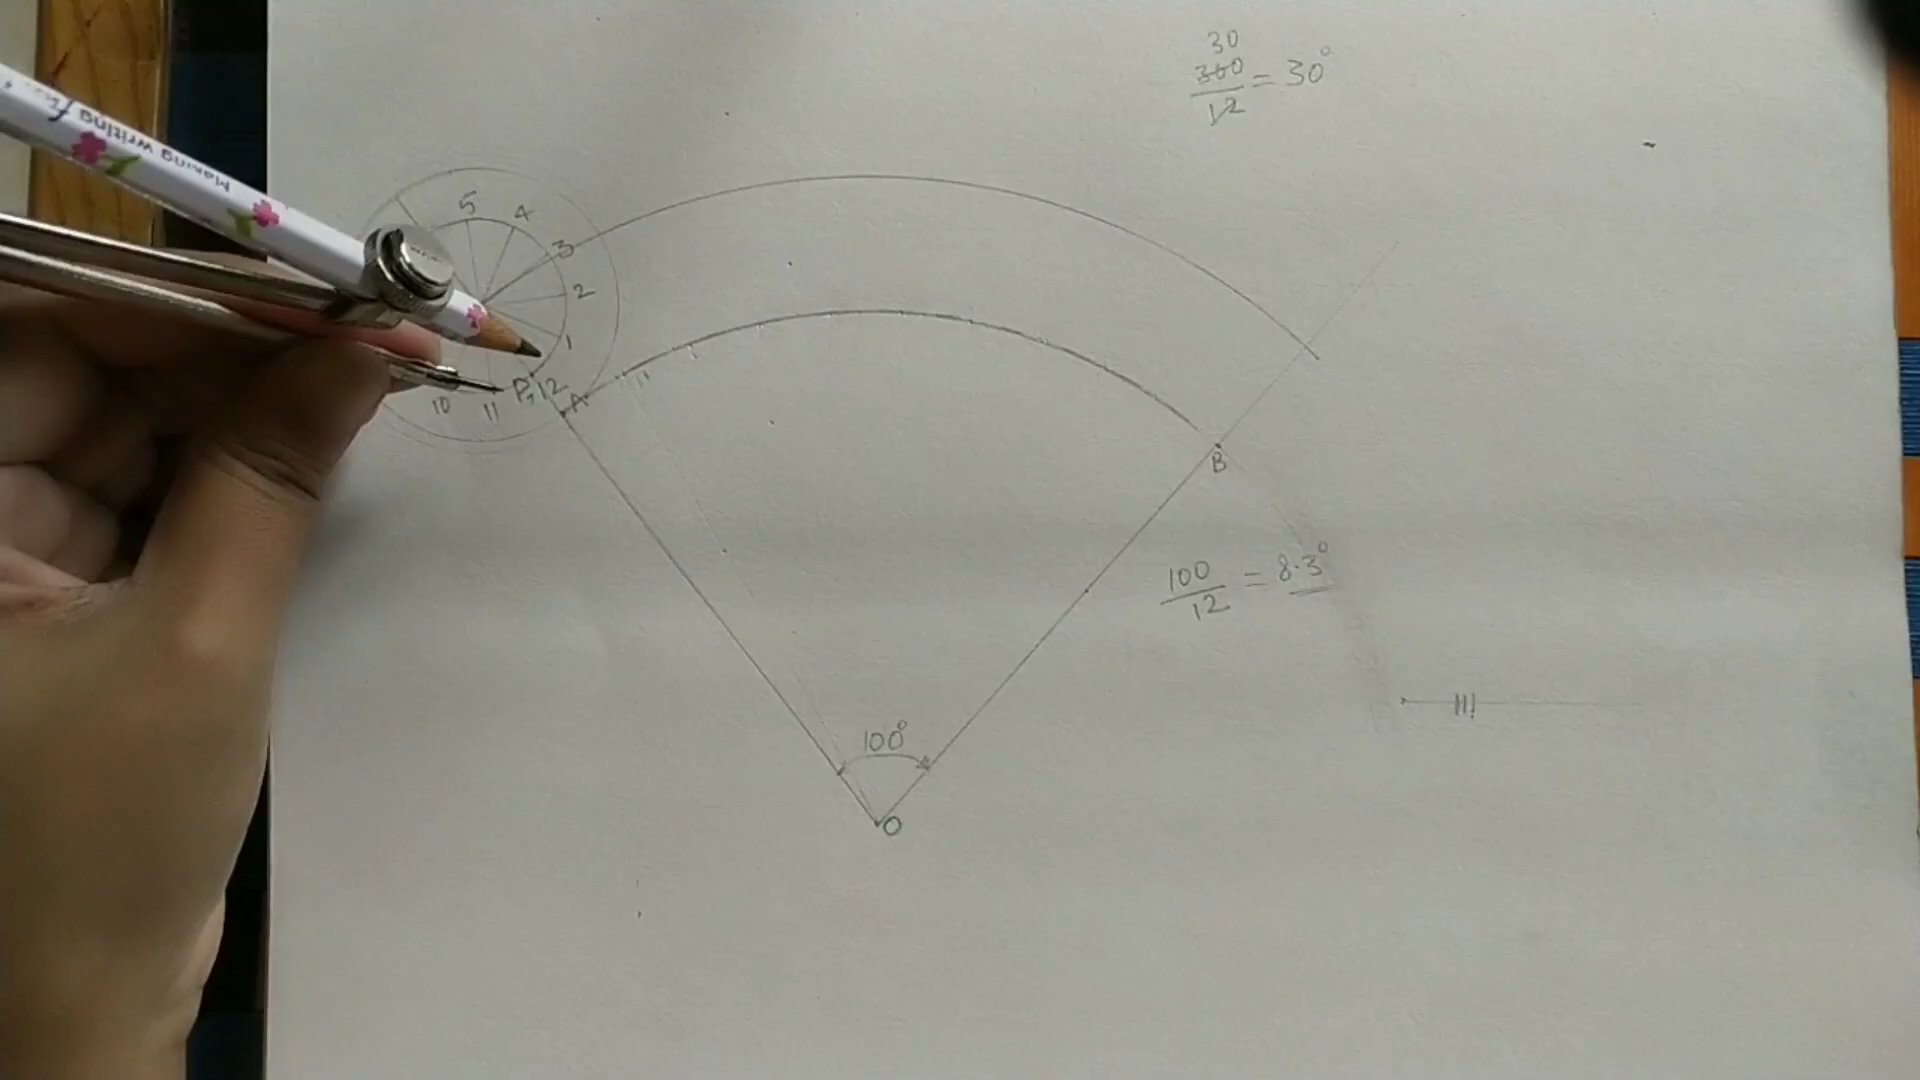 30
360/12 = 30°
5
4
3
2
1
P,12
A
11
10
11
B
100/12 = 8.3°
100°
O
Making writing